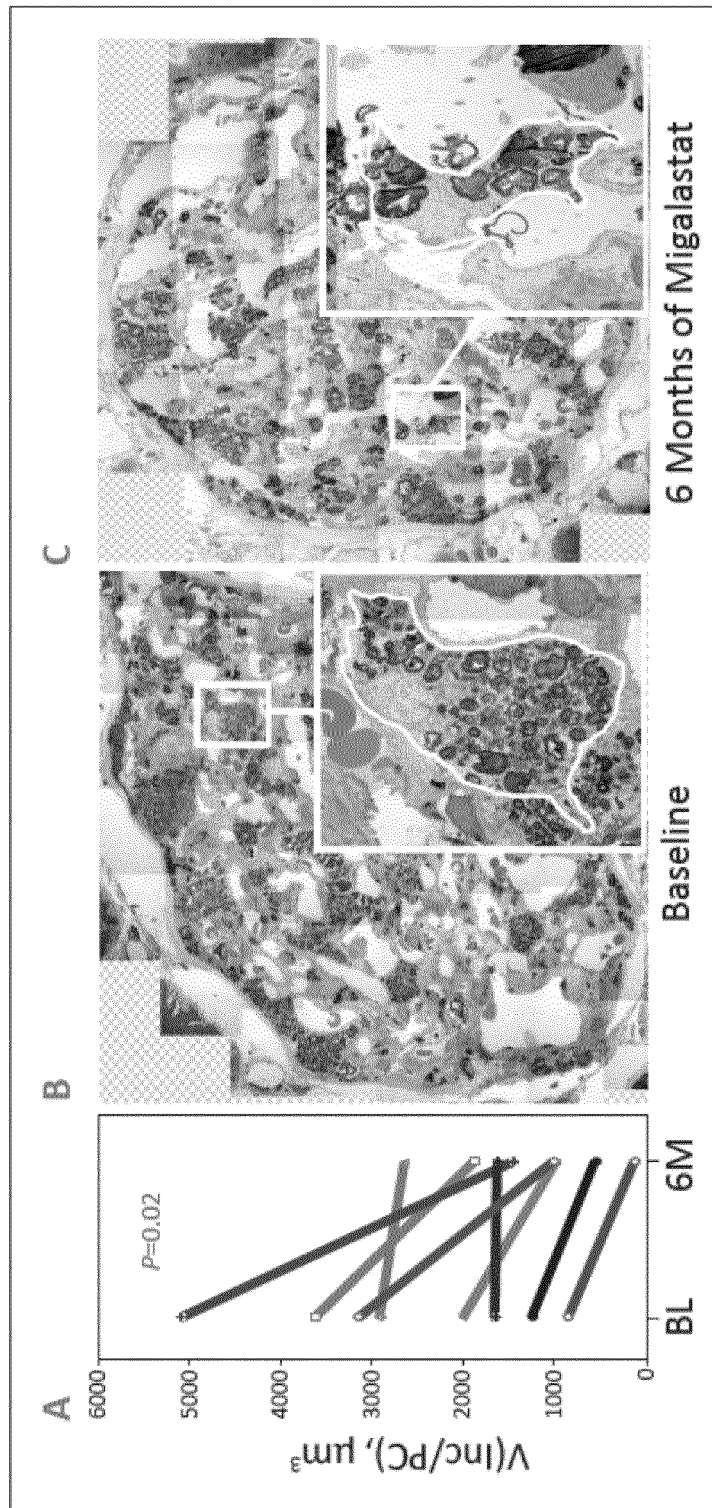 A
P=0.02
V(Inc/PC), µm³
6000
5000
4000
3000
2000
1000
0
BL
6M
B
Baseline
C
6 Months of Migalastat